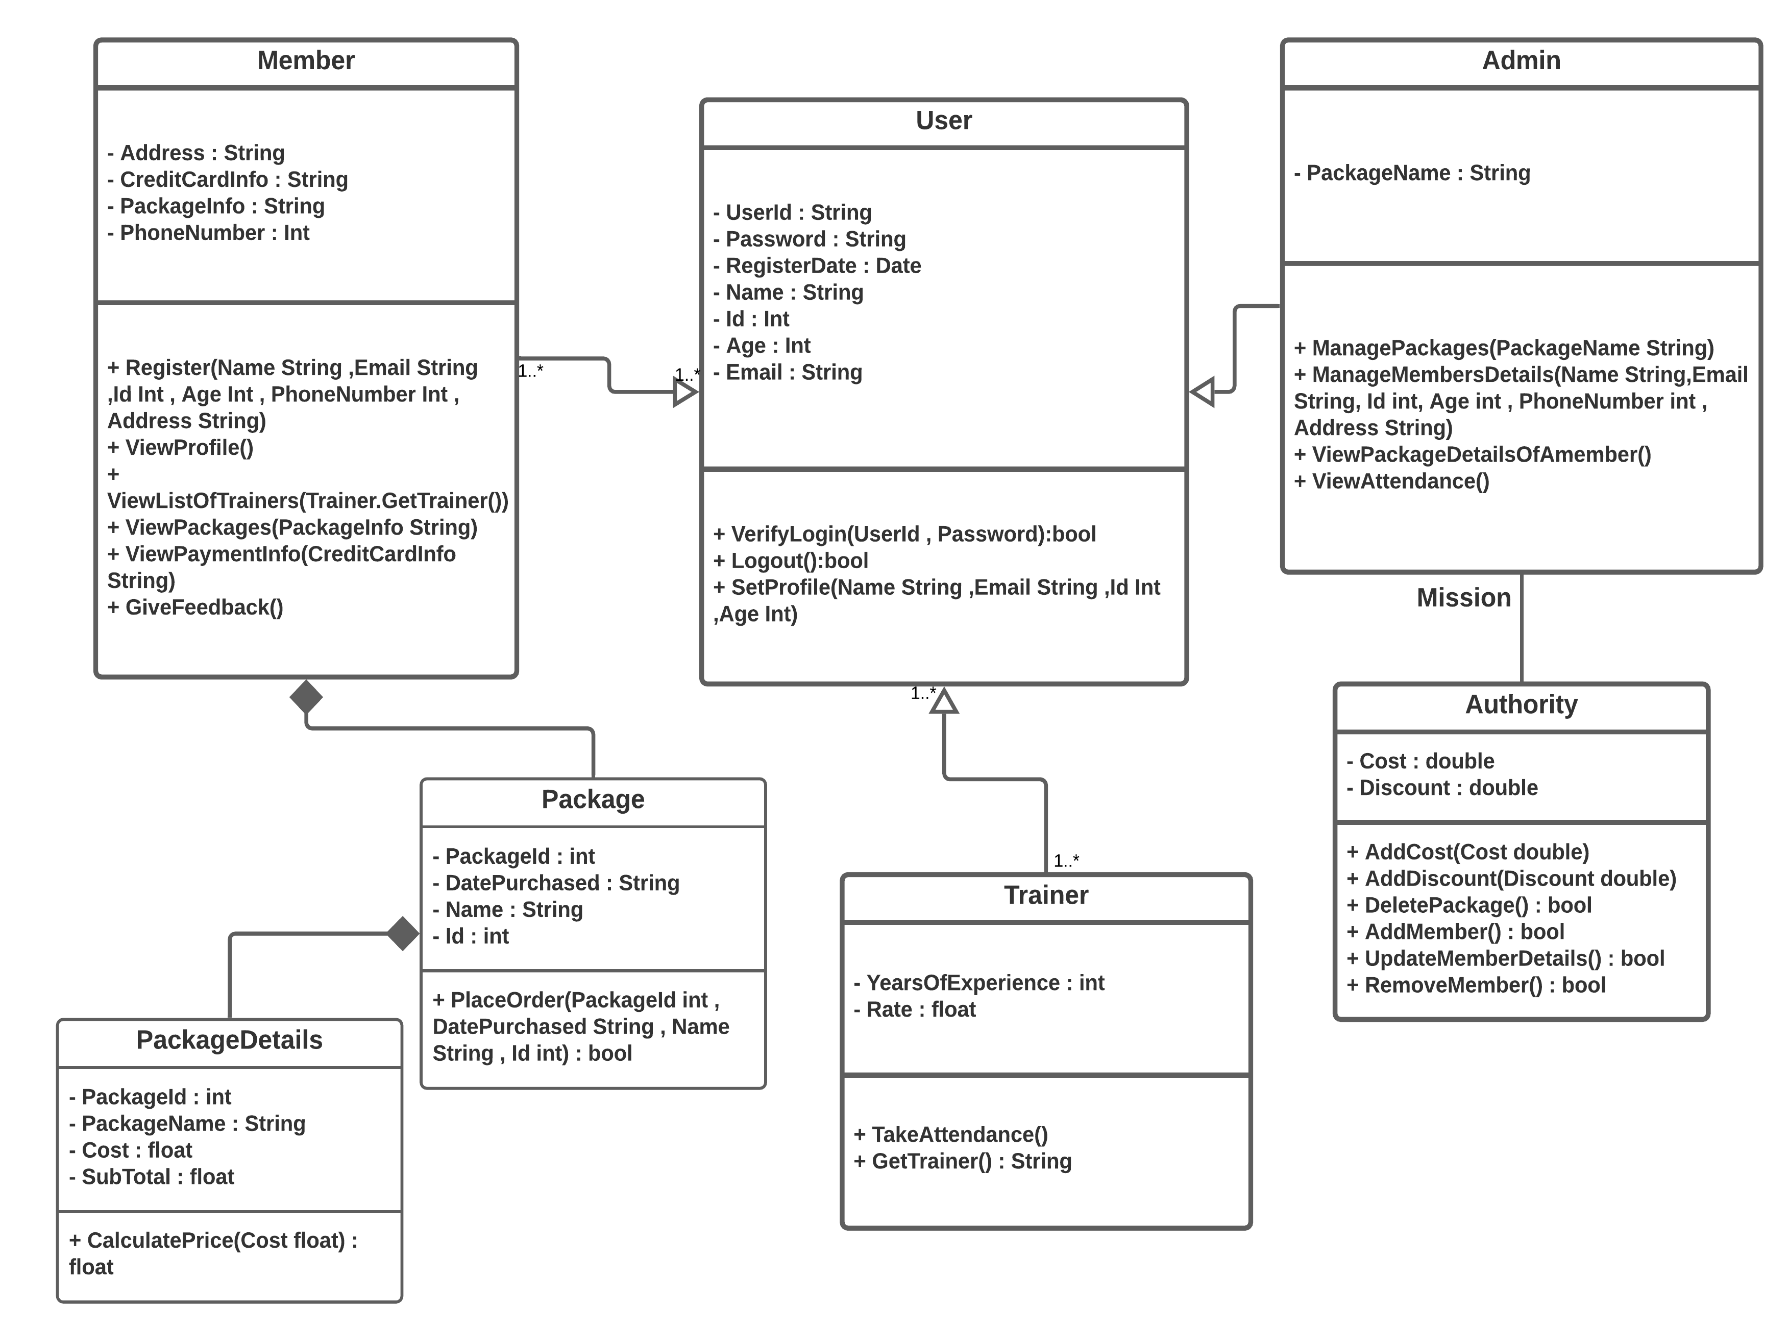 Member
- Address : String
- CreditCardInfo : String
- PackageInfo : String
- PhoneNumber : Int
+ Register(Name String ,Email String
,Id Int , Age Int , PhoneNumber Int ,
Address String)
+ ViewProfile()
+
ViewListOfTrainers(Trainer.GetTrainer())
+ ViewPackages(PackageInfo String)
+ ViewPaymentInfo(CreditCardInfo
String)
+ GiveFeedback()
1..*
1..*
User
- UserId : String
- Password : String
- RegisterDate : Date
- Name : String
- Id : Int
- Age : Int
- Email : String
+ VerifyLogin(UserId , Password):bool
+ Logout():bool
+ SetProfile(Name String ,Email String ,Id Int
,Age Int)
1..*
Admin
- PackageName : String
+ ManagePackages(PackageName String)
+ ManageMembersDetails(Name String,Email
String, Id int, Age int , PhoneNumber int ,
Address String)
+ ViewPackageDetailsOfAmember()
+ ViewAttendance()
Mission
Authority
- Cost : double
- Discount : double
+ AddCost(Cost double)
+ AddDiscount(Discount double)
+ DeletePackage() : bool
+ AddMember() : bool
+ UpdateMemberDetails() : bool
+ RemoveMember() : bool
Package
- PackageId : int
- DatePurchased : String
- Name : String
- Id : int
+ PlaceOrder(PackageId int ,
DatePurchased String , Name
String , Id int) : bool
1..*
Trainer
- YearsOfExperience : int
- Rate : float
+ TakeAttendance()
+ GetTrainer() : String
PackageDetails
- PackageId : int
- PackageName : String
- Cost : float
- SubTotal : float
+ CalculatePrice(Cost float) :
float